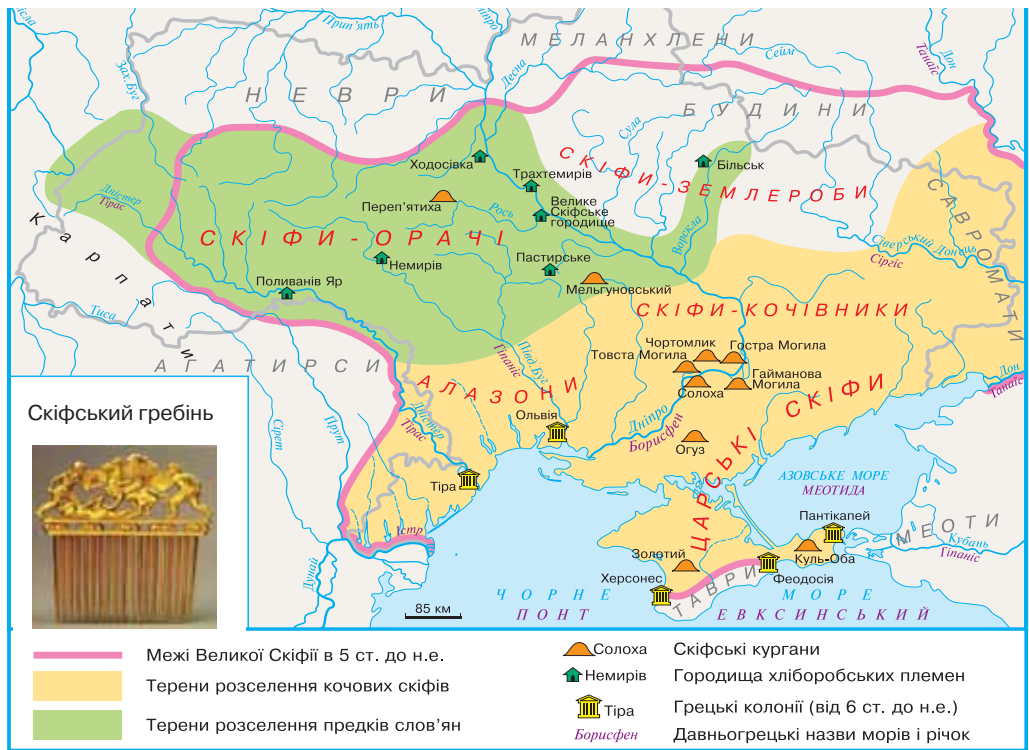 МЕЛАНХЛЕНИ
Прип'ять
Дніпро
Десна
Сейм
Дон
Танаїс
Зах. Буг
НЕВРИ
БУДИНИ
Сула
Ходосівка
Більськ
СКІФИ-ЗЕМЛЕРОБИ
Трахтемирів
Переп'ятиха
Велике
Скіфське
городище
Рось
Дністер
Тірас
Карпати
СКІФИ-ОРАЧІ
Ворскла
САВРОМАТИ
Сіверський Донець
Сіргіс
Немирів
Пастирське
Мельгуновський
Поливанів Яр
Тиса
СКІФИ-КОЧІВНИКИ
АГАТИРСИ
Чортомлик
Гостра Могила
Товста Могила
Гайманова
Могила
Солоха
Півд. Буг
Гіпаніс
АЛАЗОНИ
Дон
Танаїс
Ольвія
Дніпро
Борисфен
Огуз
ЦАРСЬКІ СКІФИ
Дністер
Тірас
Сірет
Прут
Тіра
АЗОВСЬКЕ МОРЕ
МЕОТИДА
Пантікапей
МЕОТИ
Кубань
Гіпаніс
Істр
Дунай
Золотий
Куль-Оба
Херсонес
Феодосія
ТАВРИ
85 км
ЧОРНЕ МОРЕ
ПОНТ ЕВКСИНСЬКИЙ
Скіфський гребінь
Межі Великої Скіфії в 5 ст. до н.е.
Терени розселення кочових скіфів
Терени розселення предків слов'ян
Солоха Скіфські кургани
Немирів Городища хліборобських племен
Тіра Грецькі колонії (від 6 ст. до н.е.)
Борисфен Давньогрецькі назви морів і річок